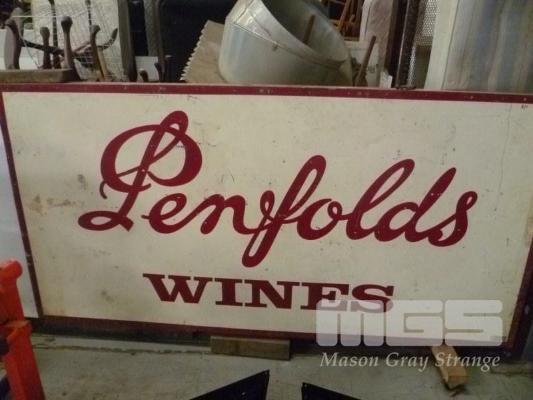 Penfolds
WINES
MGS
Mason Gray Strange